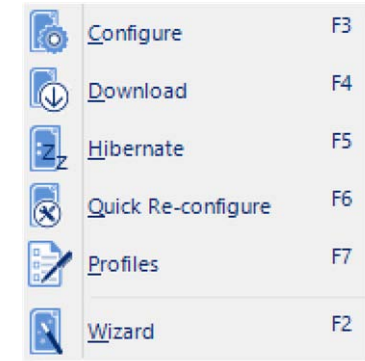 Configure F3
Download F4
Hibernate F5
Quick Re-configure F6
Profiles F7
Wizard F2